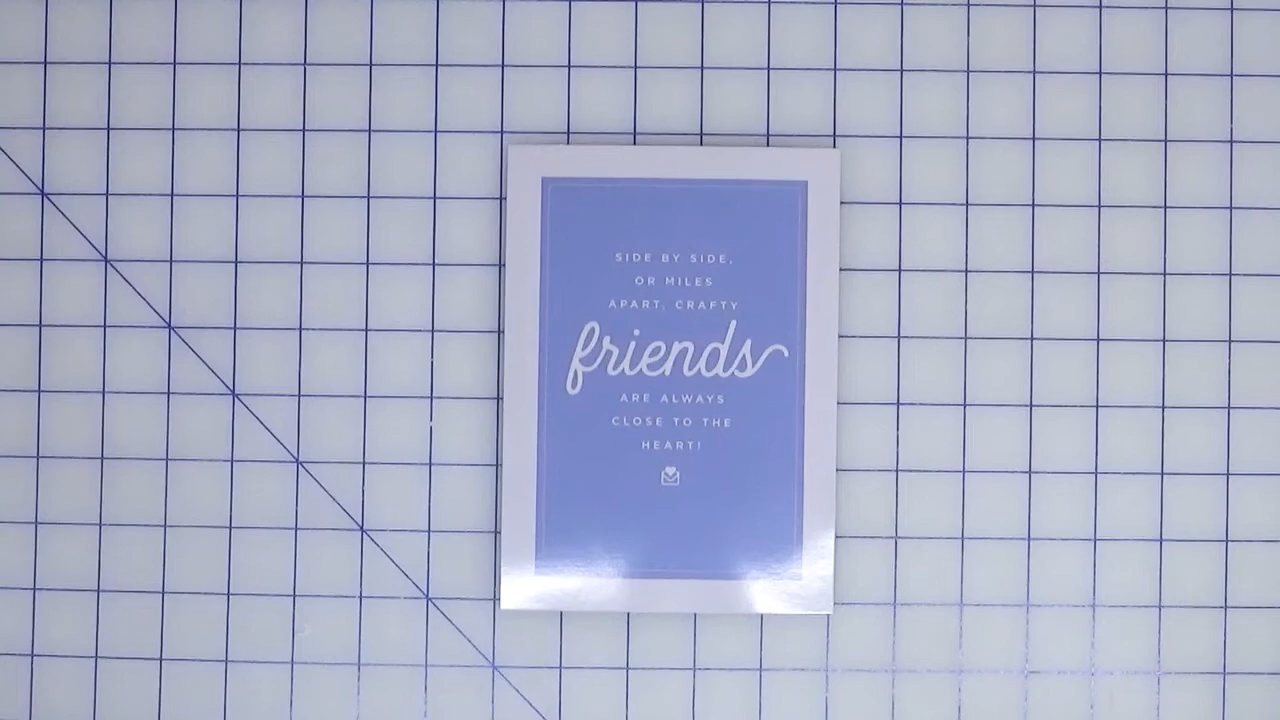 SIDE BY SIDE,
OR MILES
APART, CRAFTY
friends
ARE ALWAYS
CLOSE TO THE
HEART!